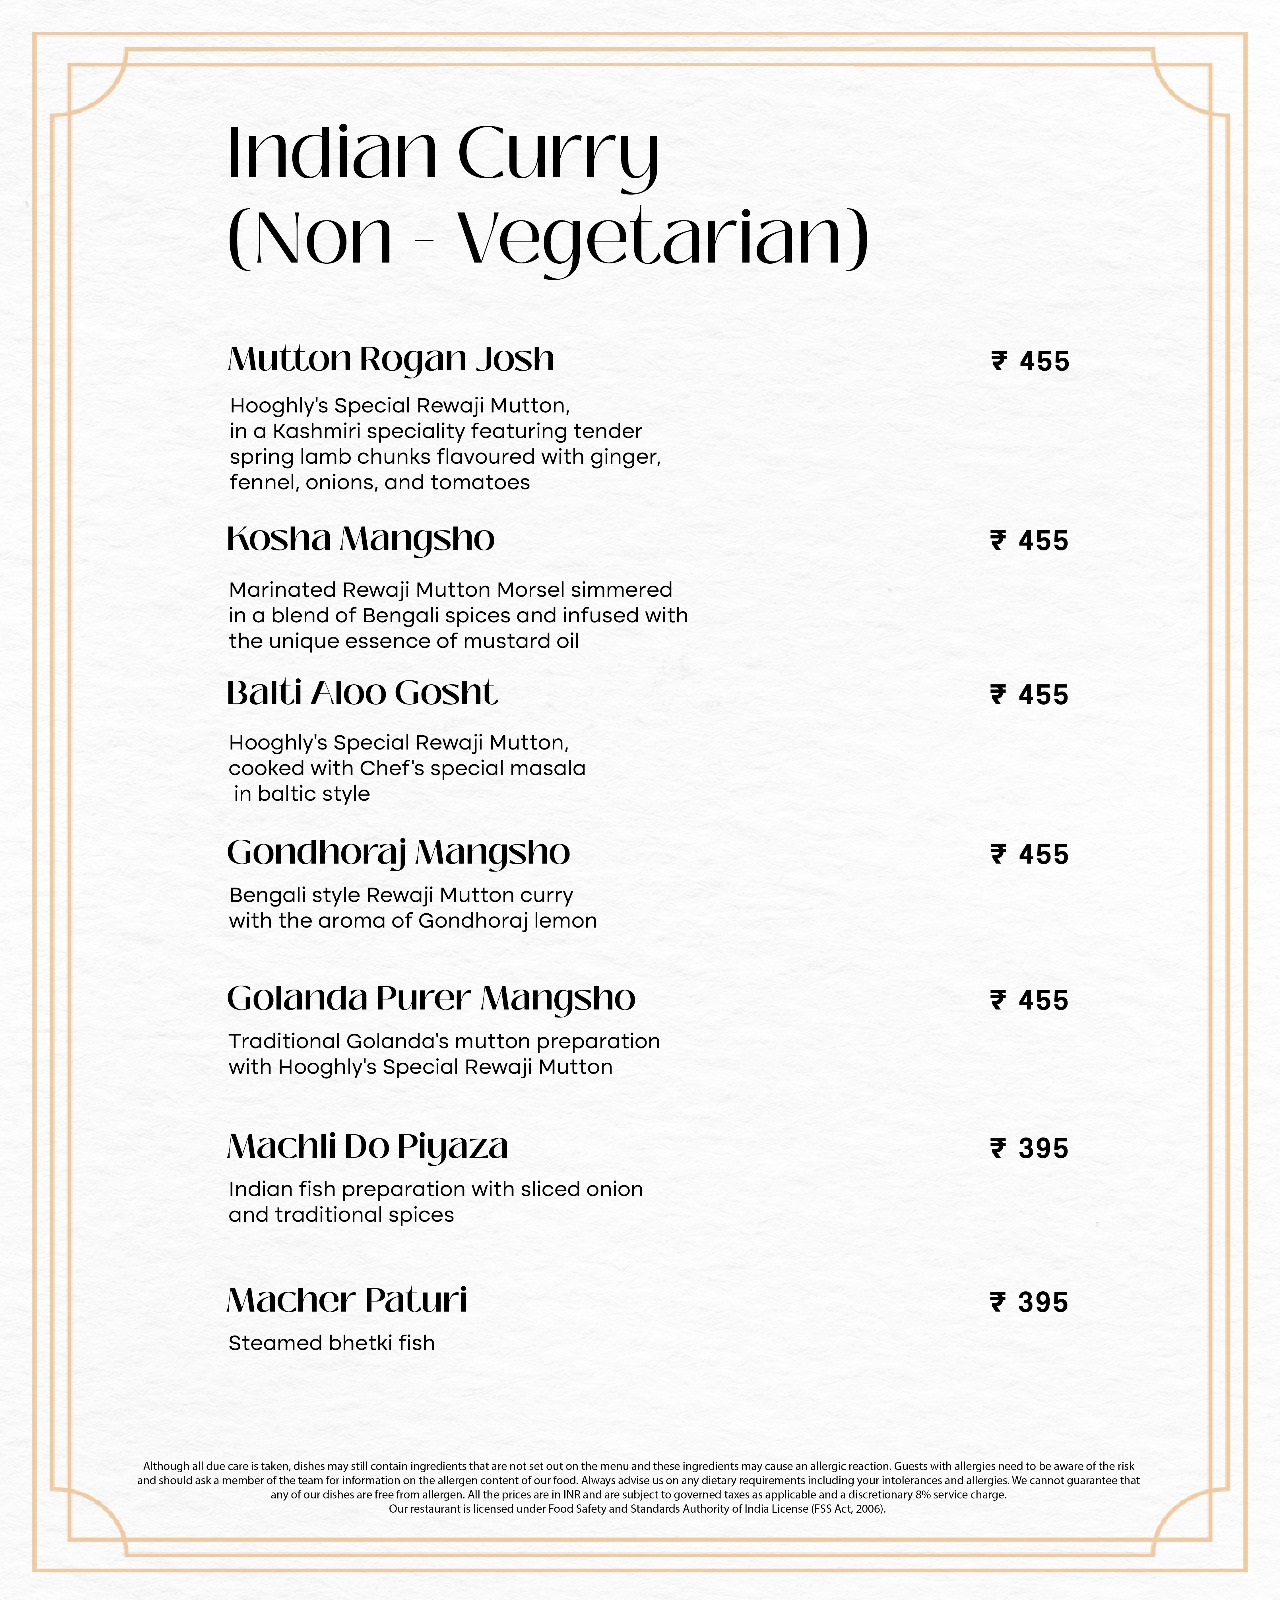 Indian Curry
(Non - Vegetarian)
Mutton Rogan Josh ₹ 455
Hooghly's Special Rewaji Mutton,
in a Kashmiri speciality featuring tender
spring lamb chunks flavoured with ginger,
fennel, onions, and tomatoes
Kosha Mangsho ₹ 455
Marinated Rewaji Mutton Morsel simmered
in a blend of Bengali spices and infused with
the unique essence of mustard oil
Balti Aloo Gosht ₹ 455
Hooghly's Special Rewaji Mutton,
cooked with Chef's special masala
in baltic style
Gondhoraj Mangsho ₹ 455
Bengali style Rewaji Mutton curry
with the aroma of Gondhoraj lemon
Golanda Purer Mangsho ₹ 455
Traditional Golanda's mutton preparation
with Hooghly's Special Rewaji Mutton
Machli Do Piyaza ₹ 395
Indian fish preparation with sliced onion
and traditional spices
Macher Paturi ₹ 395
Steamed bhetki fish
Although all due care is taken, dishes may still contain ingredients that are not set out on the menu and these ingredients may cause an allergic reaction. Guests with allergies need to be aware of the risk
and should ask a member of the team for information on the allergen content of our food. Always advise us on any dietary requirements including your intolerances and allergies. We cannot guarantee that
any of our dishes are free from allergen. All the prices are in INR and are subject to governed taxes as applicable and a discretionary 8% service charge.
Our restaurant is licensed under Food Safety and Standards Authority of India License (FSS Act, 2006).